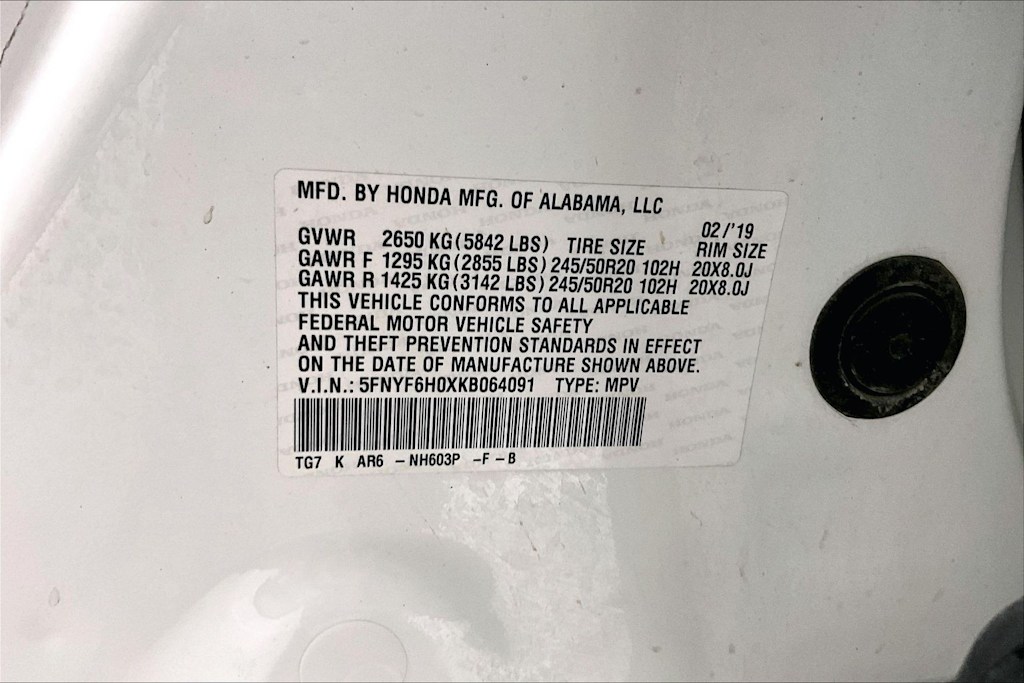 MFD. BY HONDA MFG. OF ALABAMA, LLC
02/'19
GVWR 2650 KG (5842 LBS) TIRE SIZE RIM SIZE
GAWR F 1295 KG (2855 LBS) 245/50R20 102H 20X8.0J
GAWR R 1425 KG (3142 LBS) 245/50R20 102H 20X8.0J
THIS VEHICLE CONFORMS TO ALL APPLICABLE
FEDERAL MOTOR VEHICLE SAFETY
AND THEFT PREVENTION STANDARDS IN EFFECT
ON THE DATE OF MANUFACTURE SHOWN ABOVE.
V.I.N.: 5FNYF6H0XKB064091 TYPE: MPV
TG7 K AR6 -NH603P -F-B